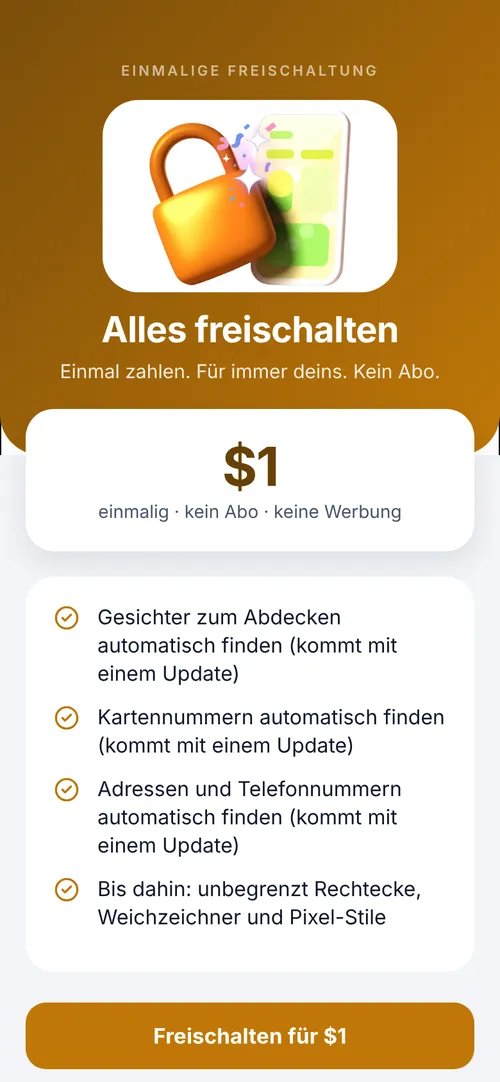 EINMALIGE FREISCHALTUNG
Alles freischalten
Einmal zahlen. Für immer deins. Kein Abo.
$1
einmalig · kein Abo · keine Werbung
Gesichter zum Abdecken
automatisch finden (kommt mit
einem Update)
Kartennummern automatisch finden
(kommt mit einem Update)
Adressen und Telefonnummern
automatisch finden (kommt mit
einem Update)
Bis dahin: unbegrenzt Rechtecke,
Weichzeichner und Pixel-Stile
Freischalten für $1